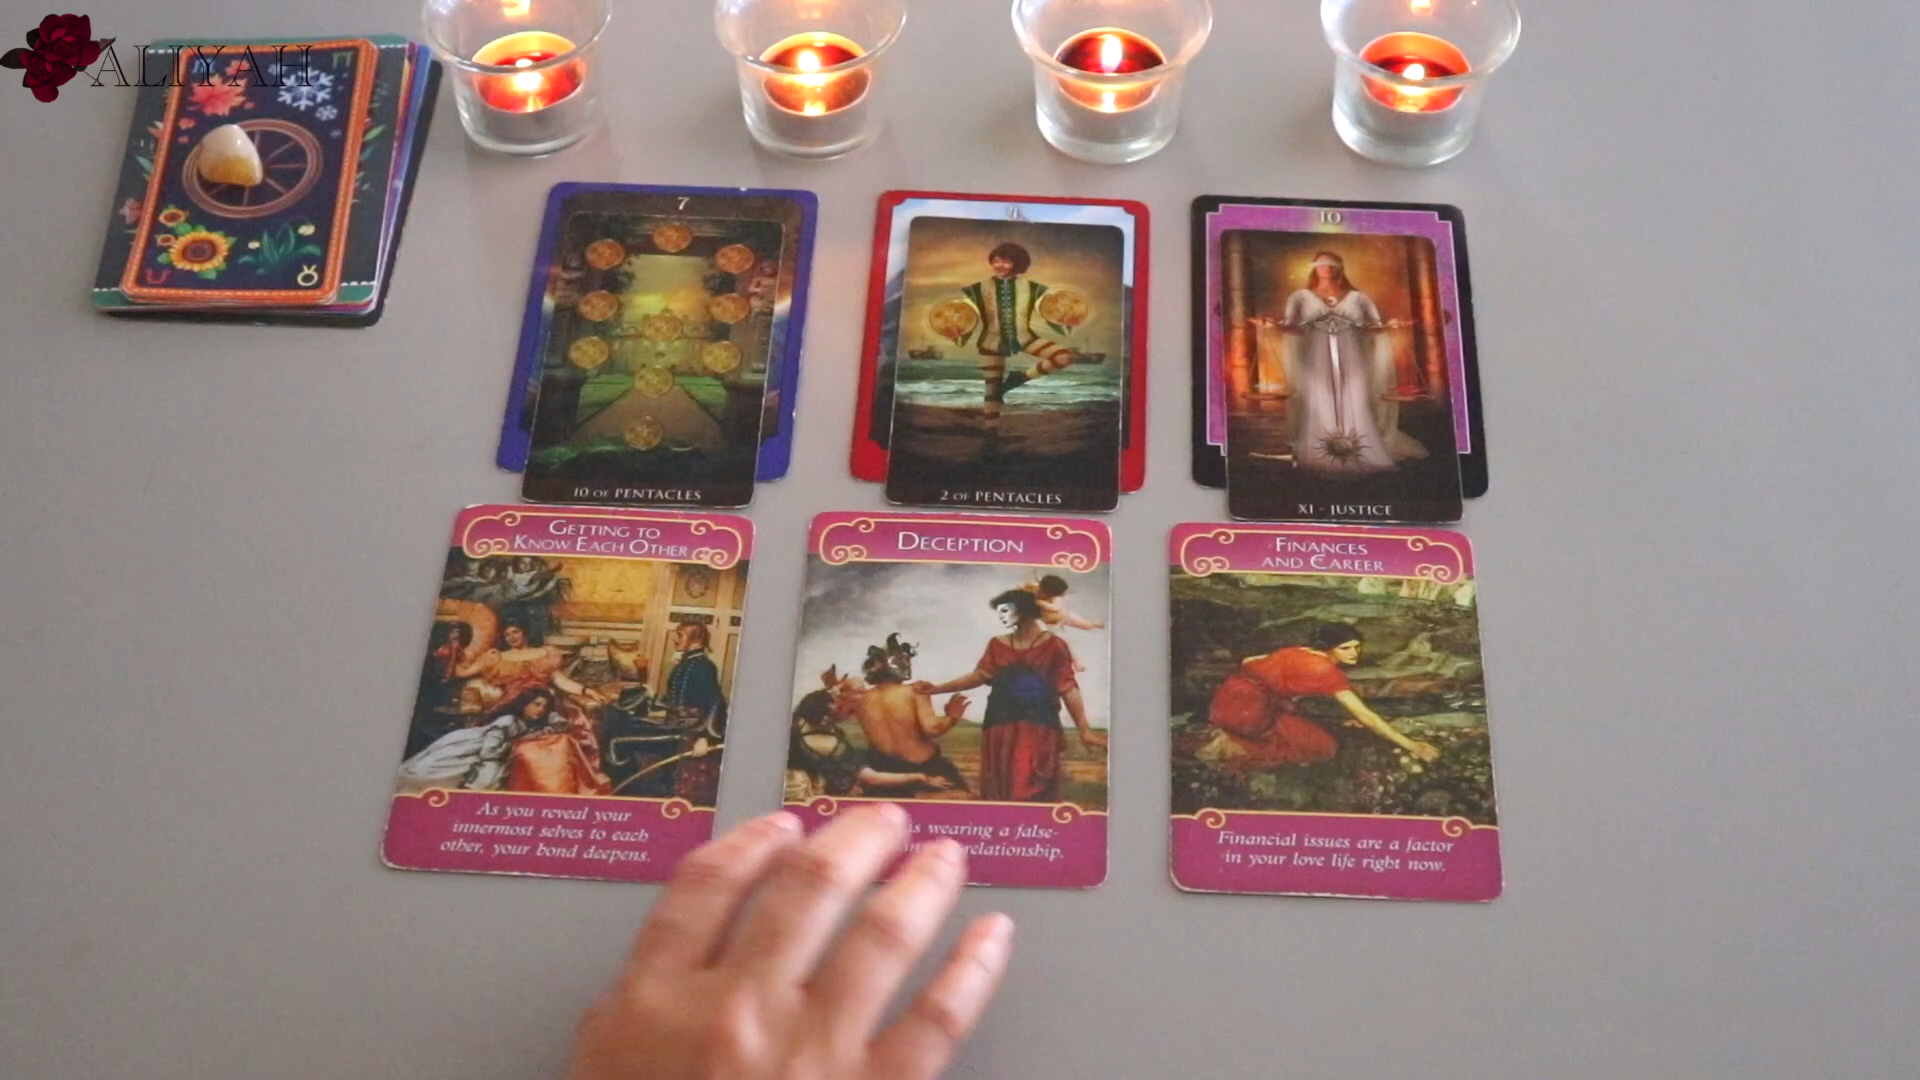 ALIYAH
7
10
10 OF PENTACLES
2 OF PENTACLES
XI - JUSTICE
GETTING TO
KNOW EACH OTHER
As you reveal your
innermost selves to each
other, your bond deepens.
DECEPTION
is wearing a false-
in relationship.
FINANCES
AND CAREER
Financial issues are a factor
in your love life right now.